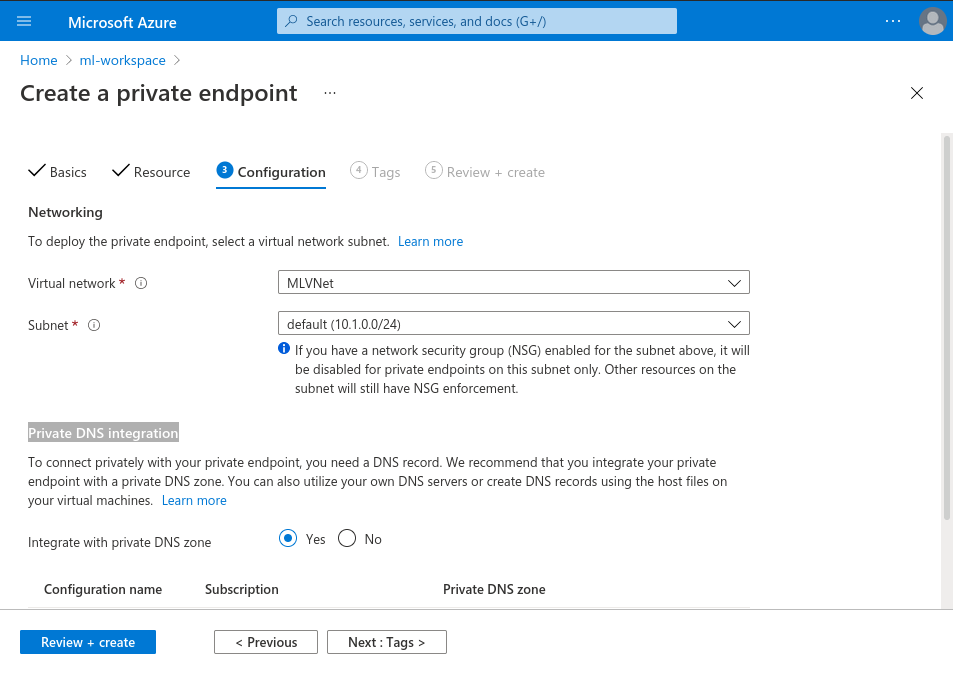 Microsoft Azure
Search resources, services, and docs (G+/)
...
Home > ml-workspace >
Create a private endpoint ...
Basics Resource 3 Configuration 4 Tags 5 Review + create
Networking
To deploy the private endpoint, select a virtual network subnet. Learn more
Virtual network * MLVNet
Subnet * default (10.1.0.0/24)
If you have a network security group (NSG) enabled for the subnet above, it will
be disabled for private endpoints on this subnet only. Other resources on the
subnet will still have NSG enforcement.
Private DNS integration
To connect privately with your private endpoint, you need a DNS record. We recommend that you integrate your private
endpoint with a private DNS zone. You can also utilize your own DNS servers or create DNS records using the host files on
your virtual machines. Learn more
Integrate with private DNS zone Yes No
Configuration name Subscription Private DNS zone
Review + create < Previous Next : Tags >